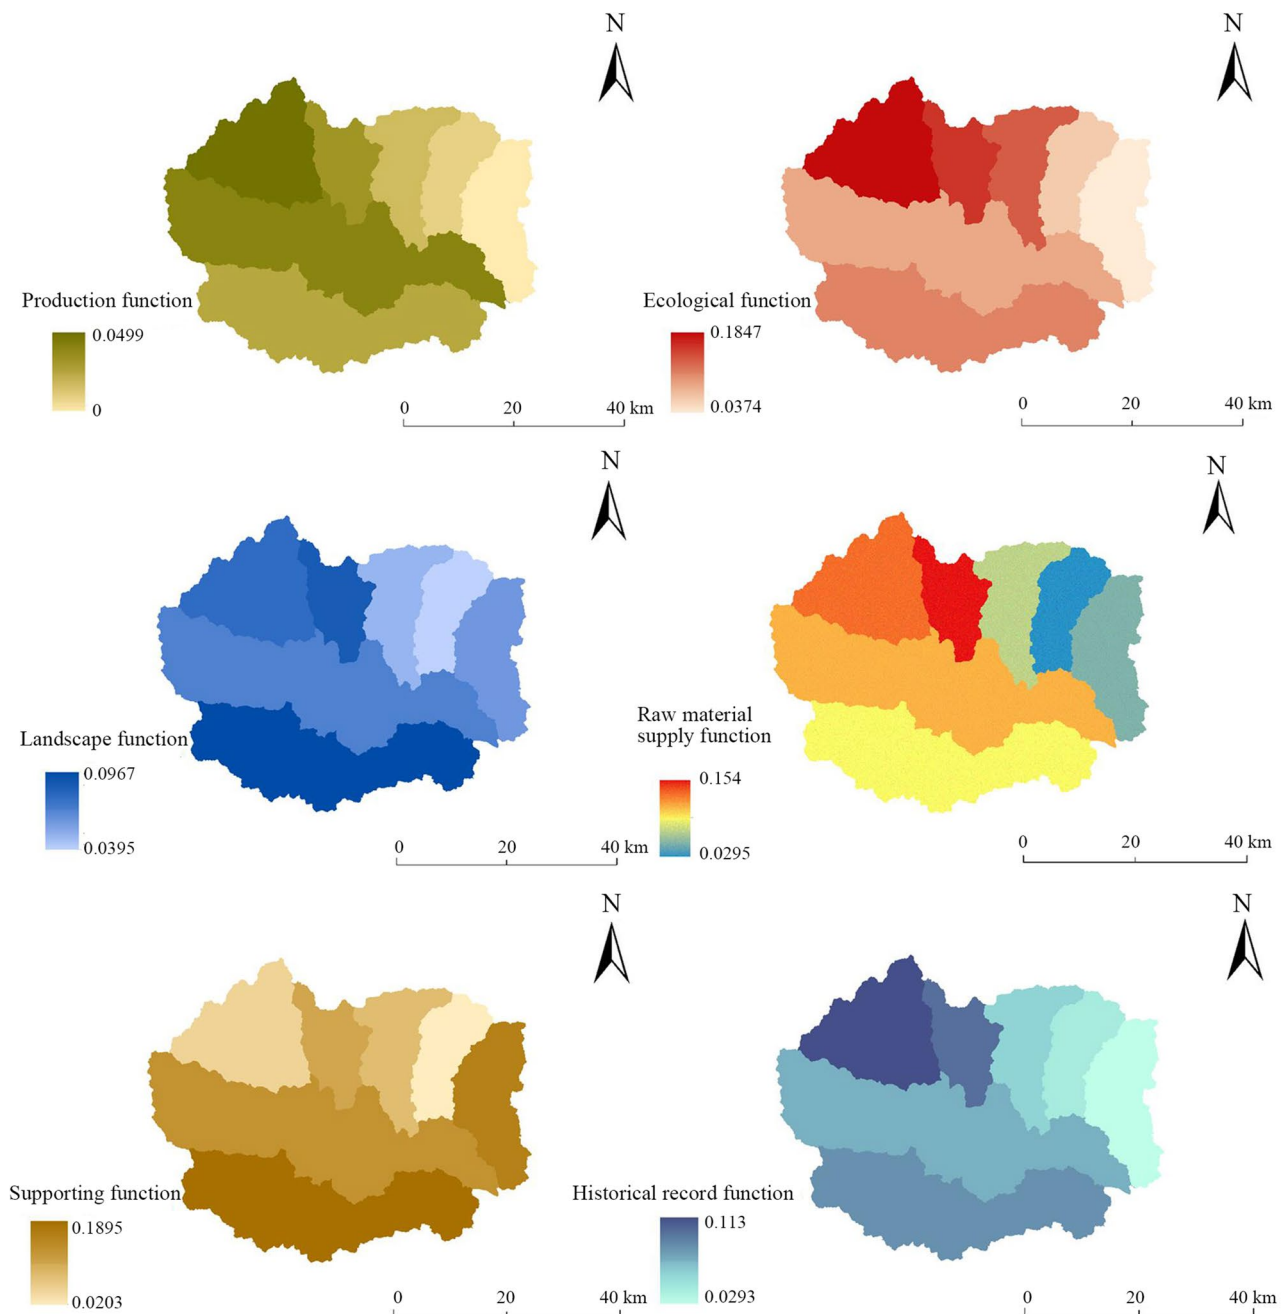 N
Production function
0.0499
0
0 20 40 km
N
Ecological function
0.1847
0.0374
0 20 40 km
N
Landscape function
0.0967
0.0395
0 20 40 km
N
Raw material
supply function
0.154
0.0295
0 20 40 km
N
Supporting function
0.1895
0.0203
0 20 40 km
N
Historical record function
0.113
0.0293
0 20 40 km